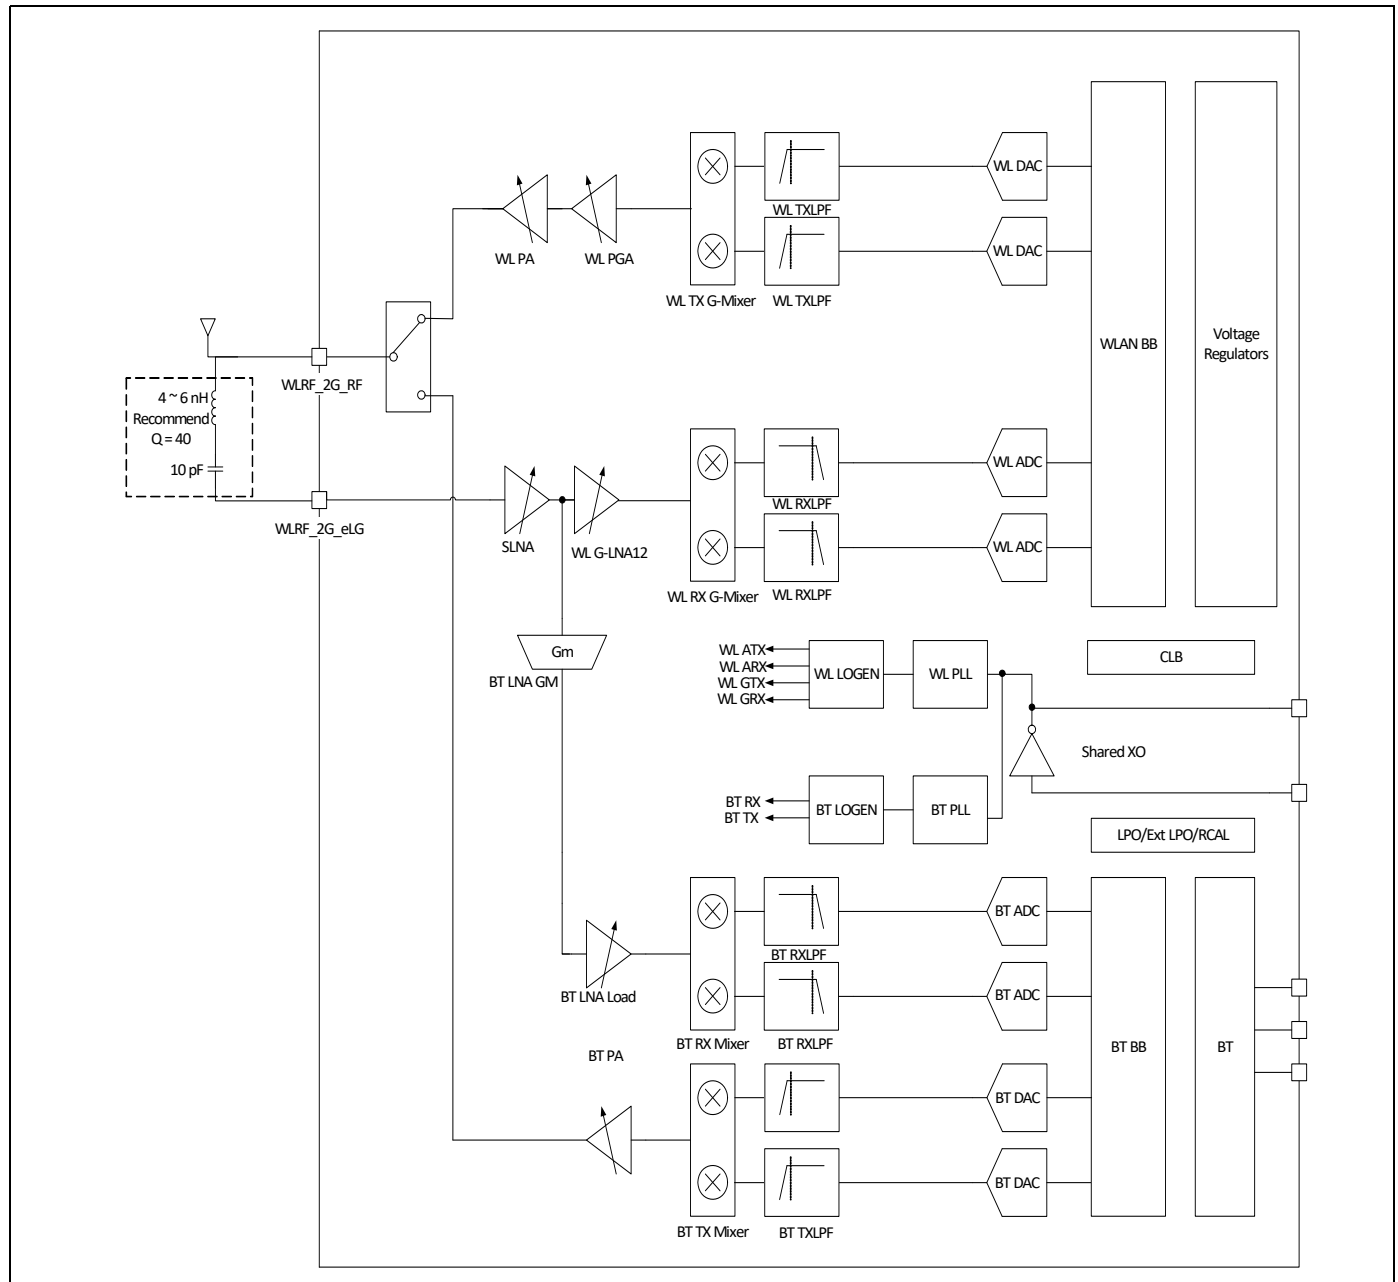 WL DAC
WL TXLPF
WL DAC
WL PA
WL PGA
WL TX G-Mixer
WL TXLPF
WLAN BB
Voltage
Regulators
WLRF_2G_RF
4 ~ 6 nH
Recommend
Q = 40
10 pF
WLRF_2G_eLG
WL ADC
WL RXLPF
SLNA
WL G-LNA12
WL ADC
WL RX G-Mixer
WL RXLPF
Gm
BT LNA GM
WL ATX
WL ARX
WL GTX
WL GRX
WL LOGEN
WL PLL
CLB
Shared XO
BT RX
BT TX
BT LOGEN
BT PLL
LPO/Ext LPO/RCAL
BT ADC
BT RXLPF
BT LNA Load
BT ADC
BT RX Mixer
BT RXLPF
BT PA
BT BB
BT
BT DAC
BT DAC
BT TX Mixer
BT TXLPF